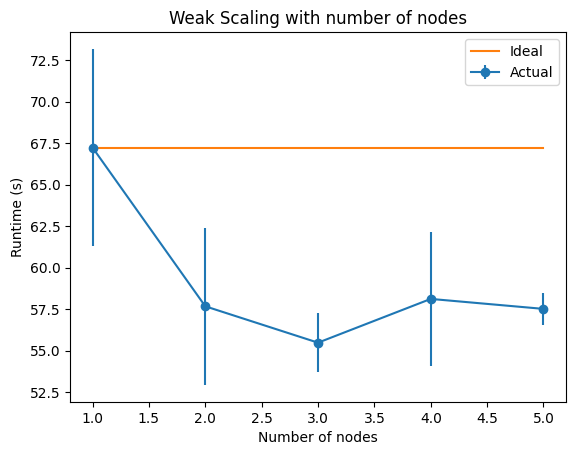 Weak Scaling with number of nodes
Ideal
Actual
72.5
70.0
67.5
65.0
62.5
60.0
57.5
55.0
52.5
Runtime (s)
1.0 1.5 2.0 2.5 3.0 3.5 4.0 4.5 5.0
Number of nodes